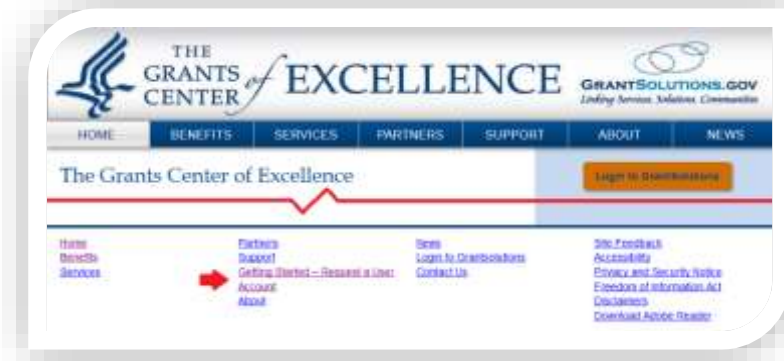 THE
GRANTS
CENTER
of EXCELLENCE
GRANTSOLUTIONS.GOV
Linking Services, Solutions, Communities
HOME BENEFITS SERVICES PARTNERS SUPPORT ABOUT NEWS
The Grants Center of Excellence
Login to GrantSolutions
Home
Benefits
Services
Partners
Support
Getting Started – Request a User
Account
About
News
Login to GrantSolutions
Contact Us
Site Feedback
Accessibility
Privacy and Security Notice
Freedom of Information Act
Disclaimers
Download Adobe Reader